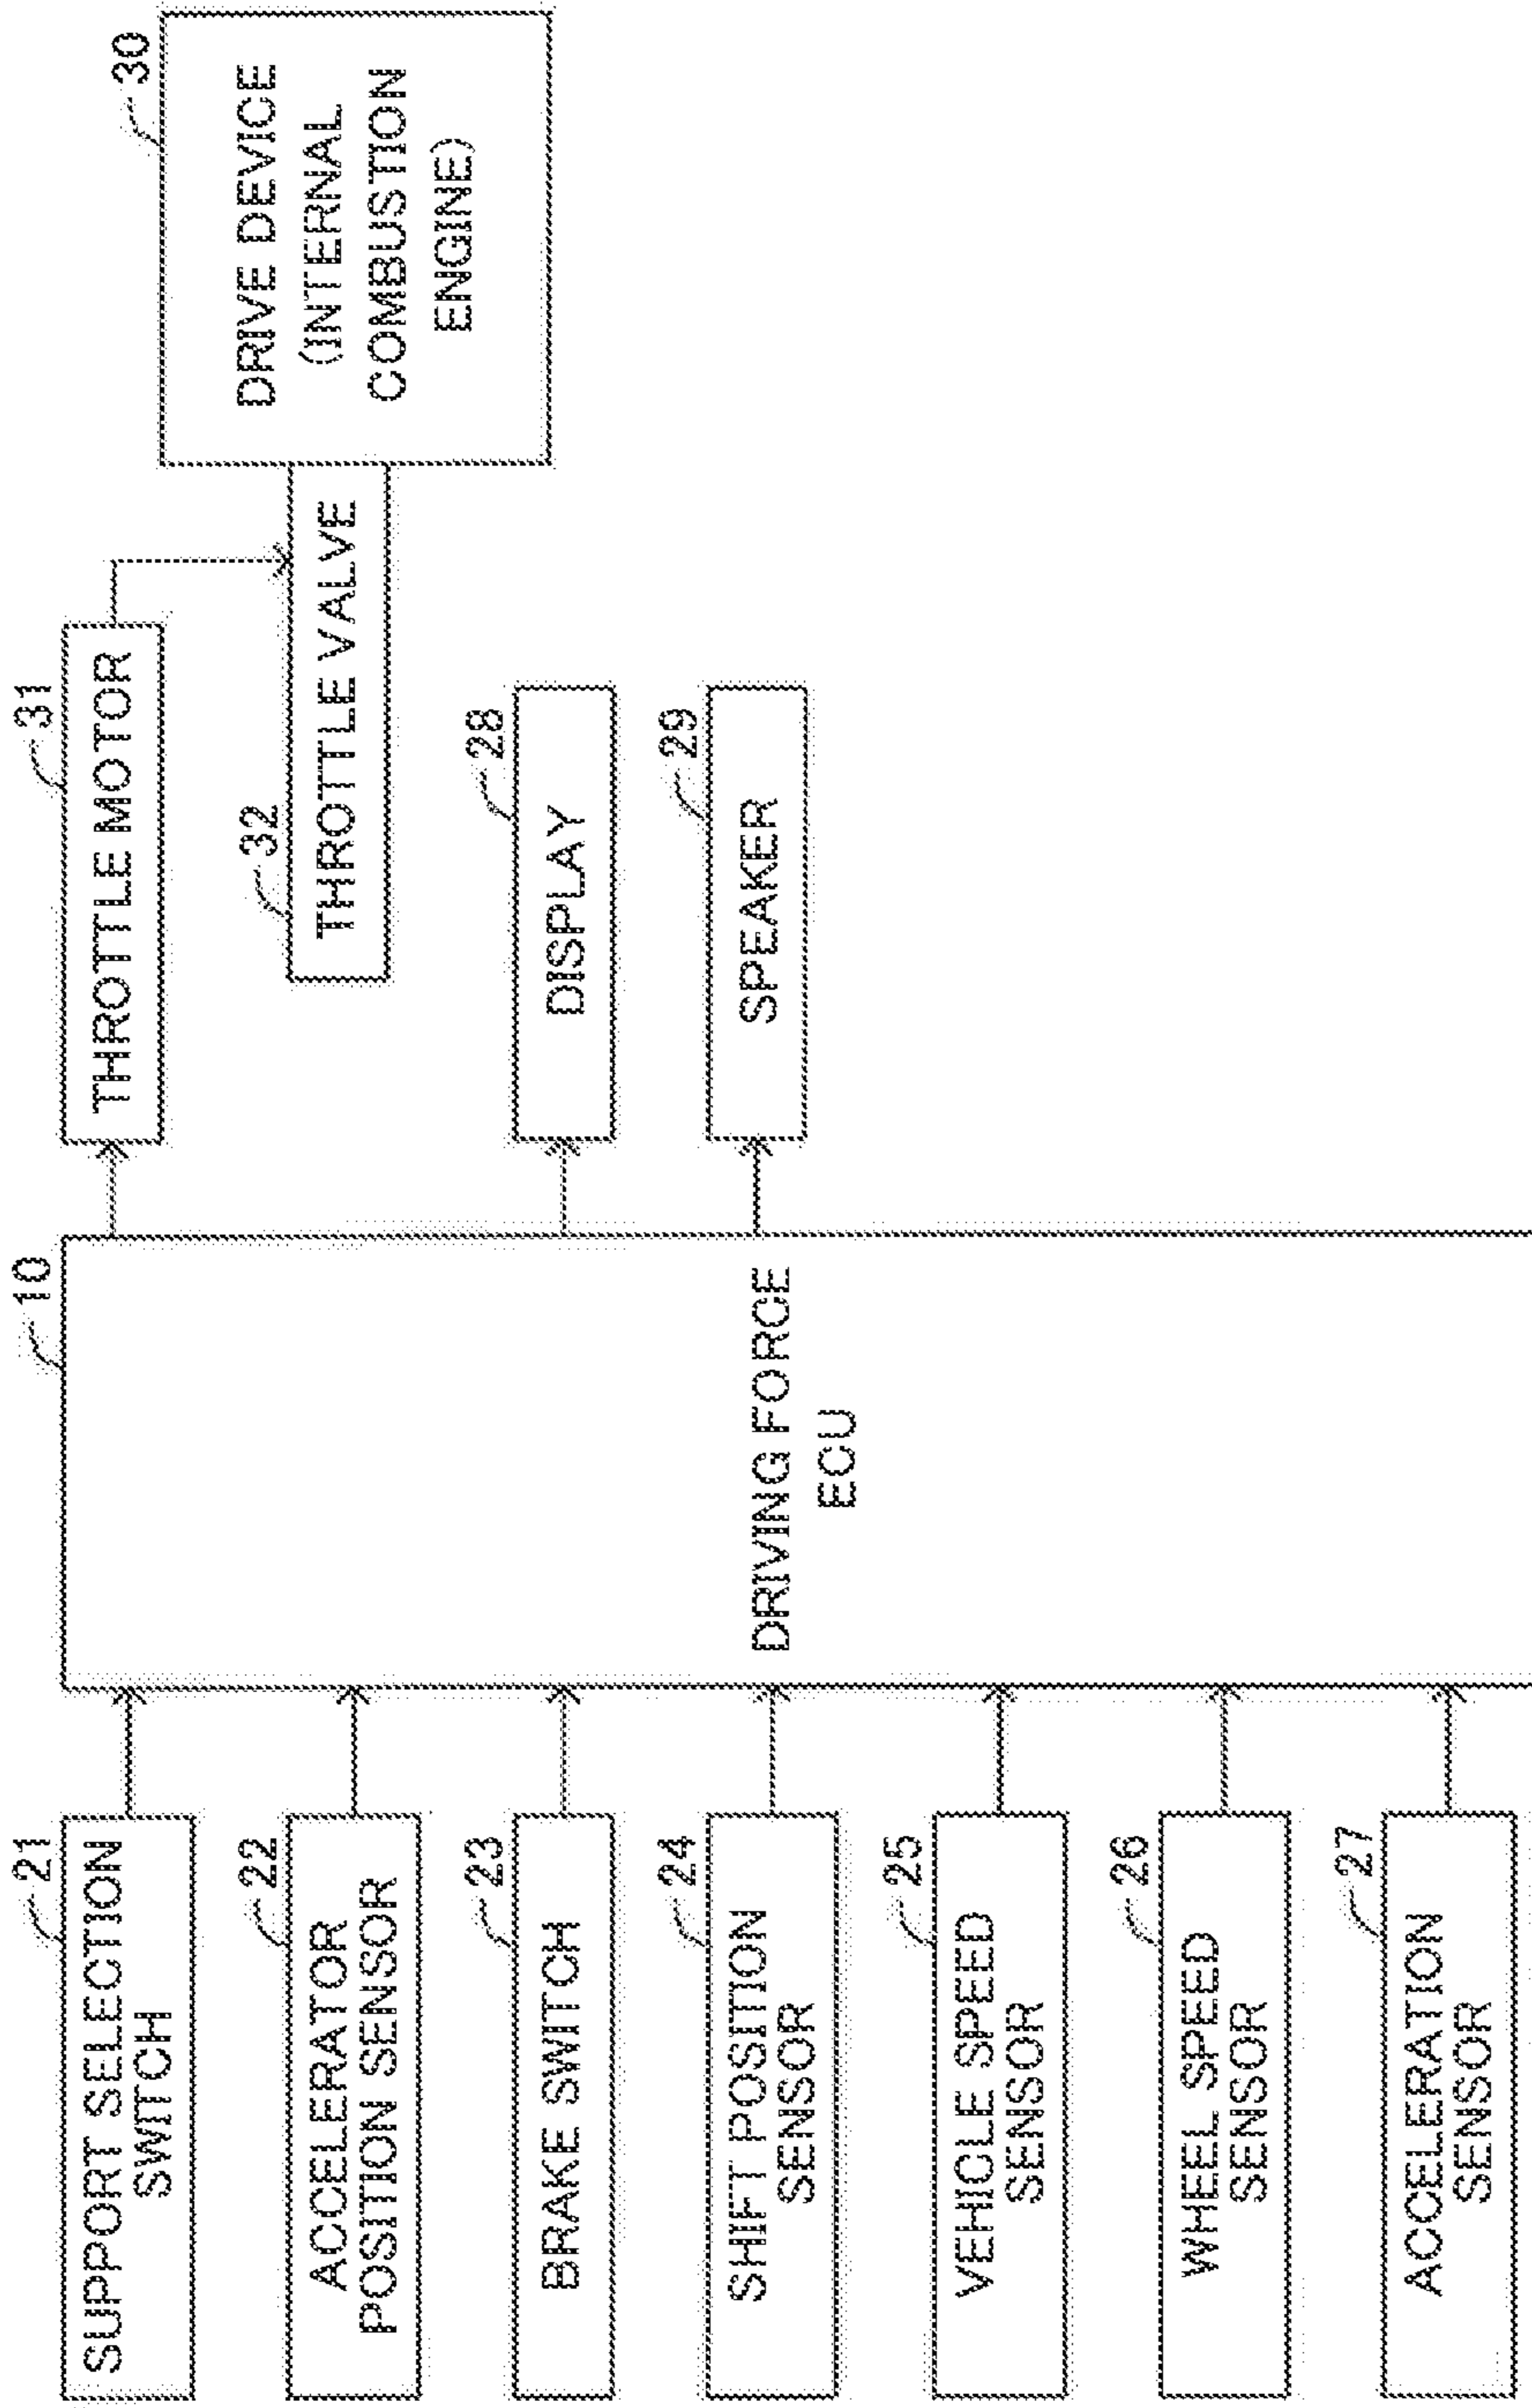 21
SUPPORT SELECTION
SWITCH
22
ACCELERATOR
POSITION SENSOR
23
BRAKE SWITCH
24
SHIFT POSITION
SENSOR
25
VEHICLE SPEED
SENSOR
26
WHEEL SPEED
SENSOR
27
ACCELERATION
SENSOR
10
DRIVING FORCE
ECU
31
THROTTLE MOTOR
32
THROTTLE VALVE
28
DISPLAY
29
SPEAKER
30
DRIVE DEVICE
(INTERNAL
COMBUSTION
ENGINE)